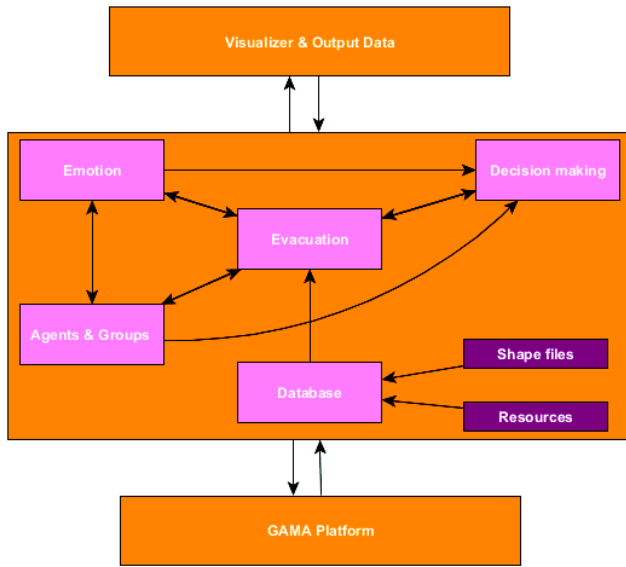 Visualizer & Output Data
Emotion
Decision making
Evacuation
Agents & Groups
Shape files
Database
Resources
GAMA Platform